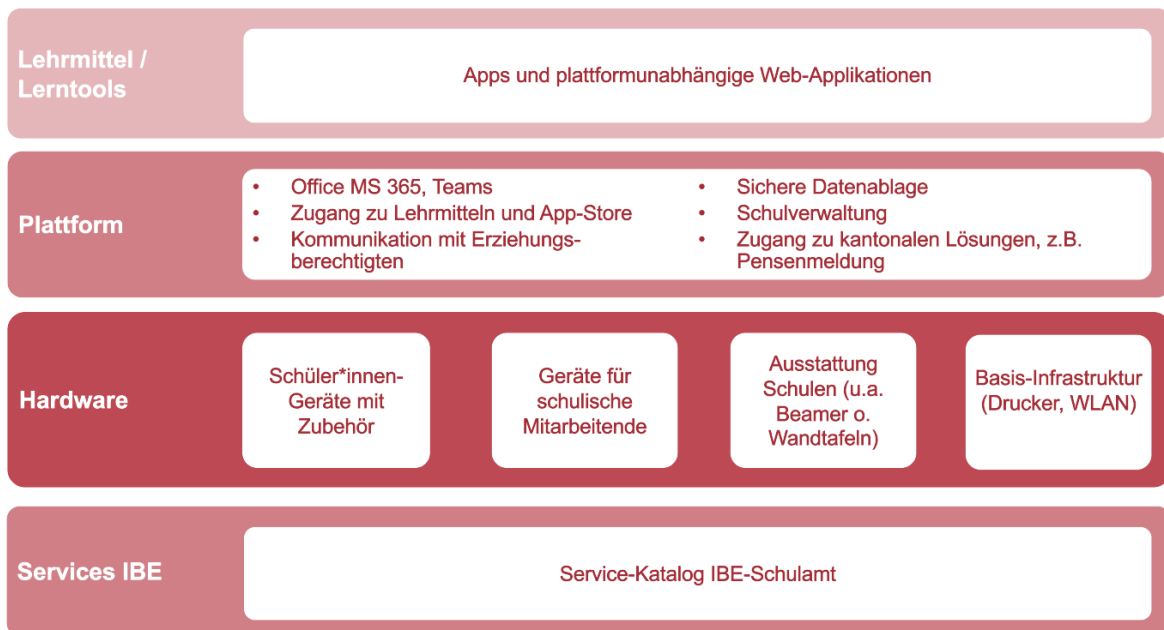 Lehrmittel /
Lerntools
Apps und plattformunabhängige Web-Applikationen
Plattform
• Office MS 365, Teams
• Zugang zu Lehrmitteln und App-Store
• Kommunikation mit Erziehungs-
berechtigten
• Sichere Datenablage
• Schulverwaltung
• Zugang zu kantonalen Lösungen, z.B.
Pensenmeldung
Hardware
Schüler*innen-
Geräte mit
Zubehör
Geräte für
schulische
Mitarbeitende
Ausstattung
Schulen (u.a.
Beamer o.
Wandtafeln)
Basis-Infrastruktur
(Drucker, WLAN)
Services IBE
Service-Katalog IBE-Schulamt